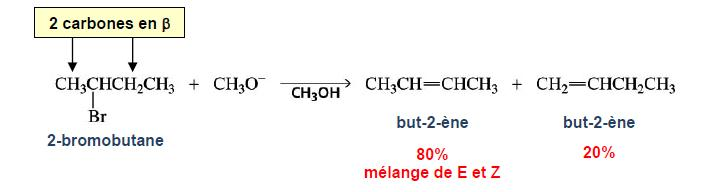 2 carbones en β
CH₃CHCH₂CH₃ + CH₃O⁻ CH₃OH CH₃CH=CHCH₃ + CH₂=CHCH₂CH₃
Br
2-bromobutane
but-2-ène but-2-ène
80% 20%
mélange de E et Z